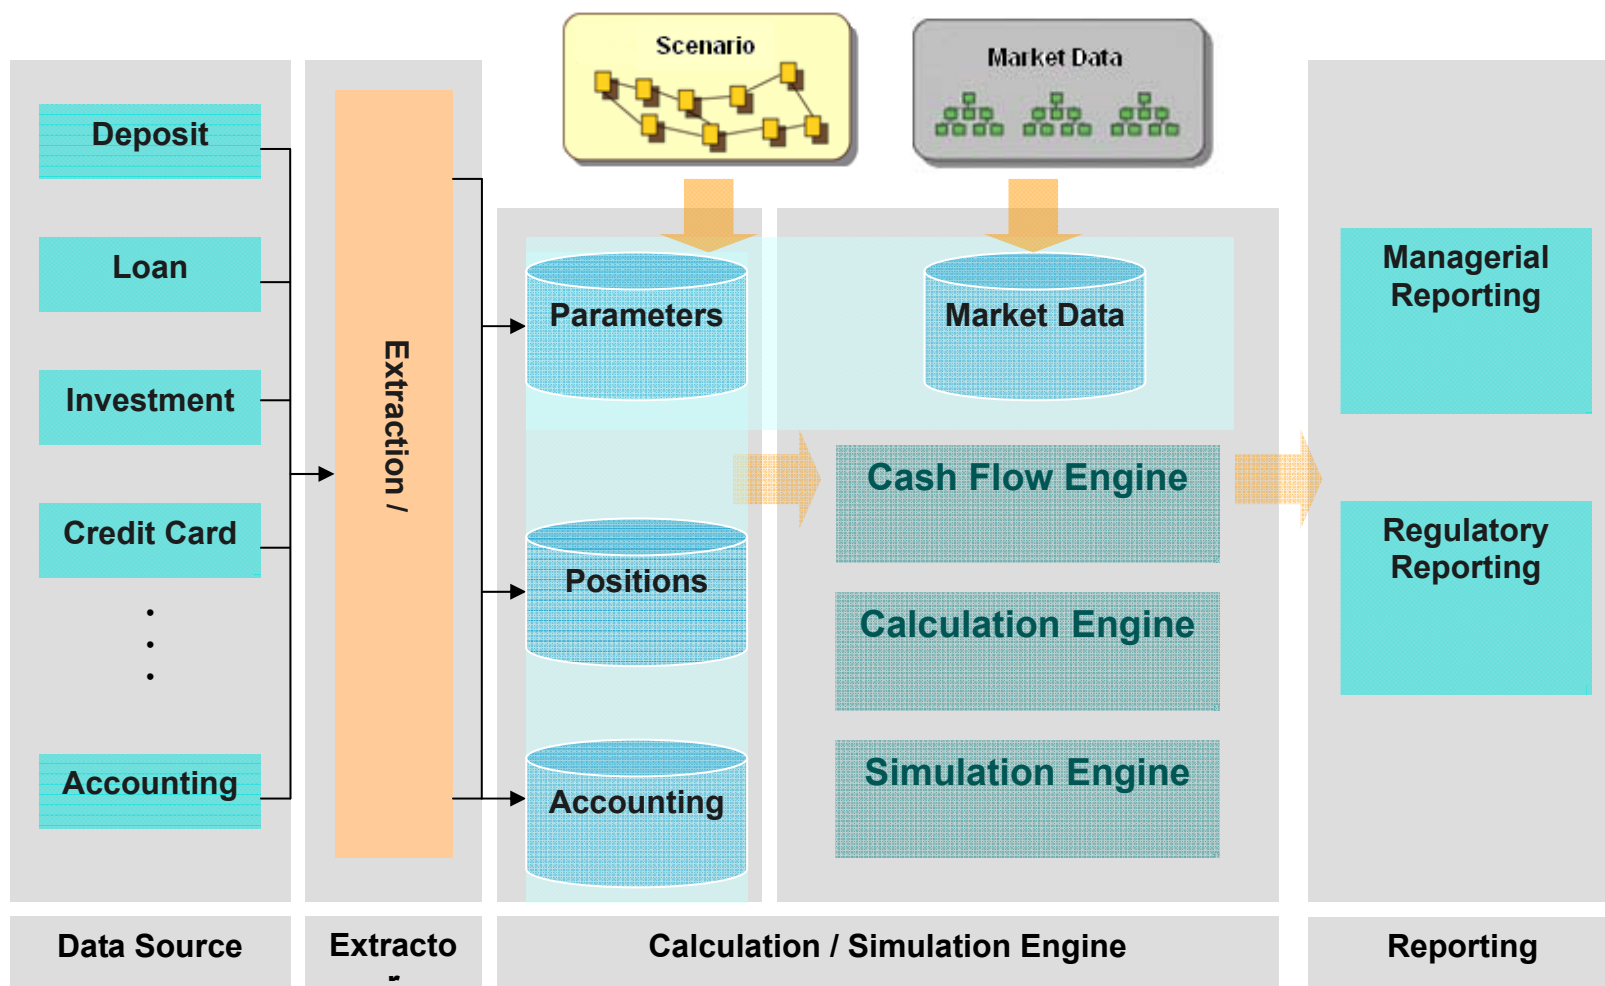 Scenario
Market Data
Deposit
Loan
Investment
Credit Card
Accounting
Extraction /
Parameters
Positions
Accounting
Market Data
Cash Flow Engine
Calculation Engine
Simulation Engine
Managerial
Reporting
Regulatory
Reporting
Data Source
Extracto
r
Calculation / Simulation Engine
Reporting